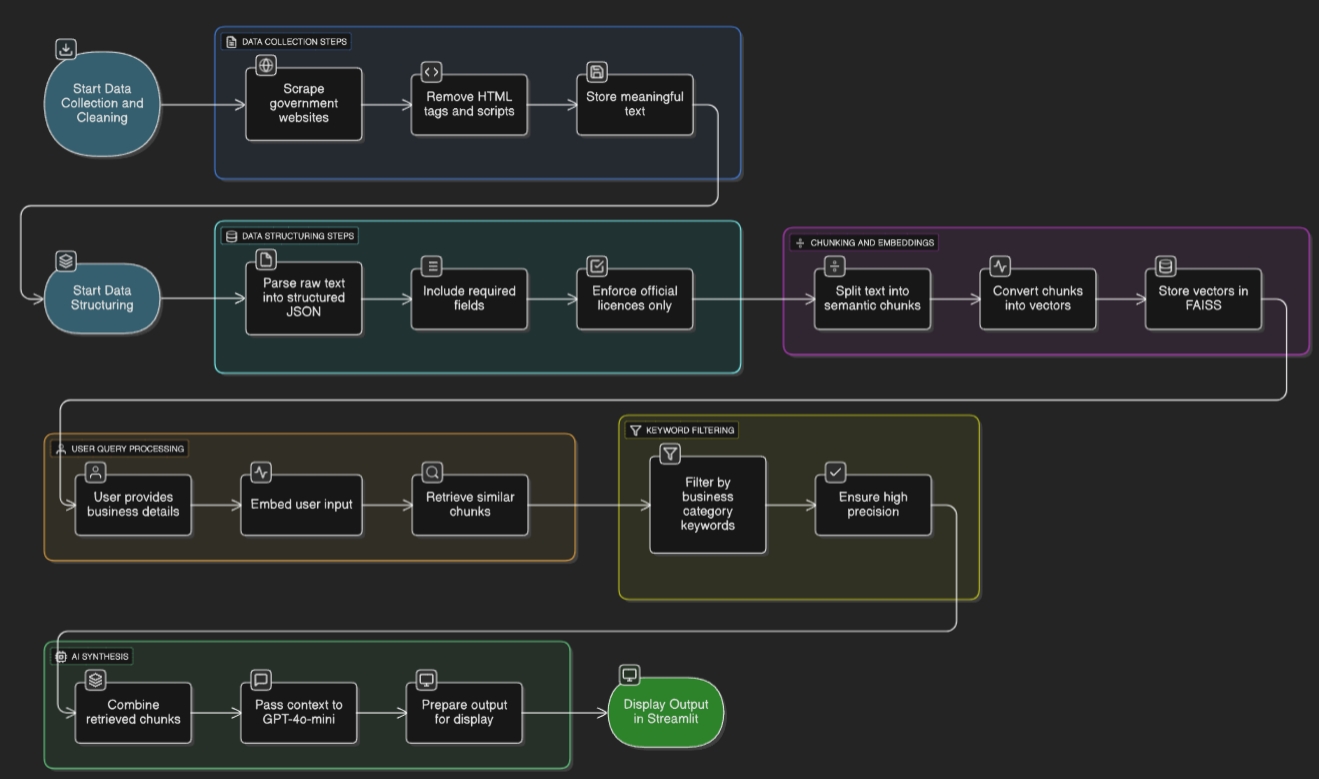 DATA COLLECTION STEPS
Start Data
Collection and
Cleaning
Scrape
government
websites
Remove HTML
tags and scripts
Store meaningful
text
DATA STRUCTURING STEPS
Start Data
Structuring
Parse raw text
into structured
JSON
Include required
fields
Enforce official
licences only
CHUNKING AND EMBEDDINGS
Split text into
semantic chunks
Convert chunks
into vectors
Store vectors in
FAISS
USER QUERY PROCESSING
User provides
business details
Embed user input
Retrieve similar
chunks
KEYWORD FILTERING
Filter by
business
category
keywords
Ensure high
precision
AI SYNTHESIS
Combine
retrieved chunks
Pass context to
GPT-4o-mini
Prepare output
for display
Display Output
in Streamlit